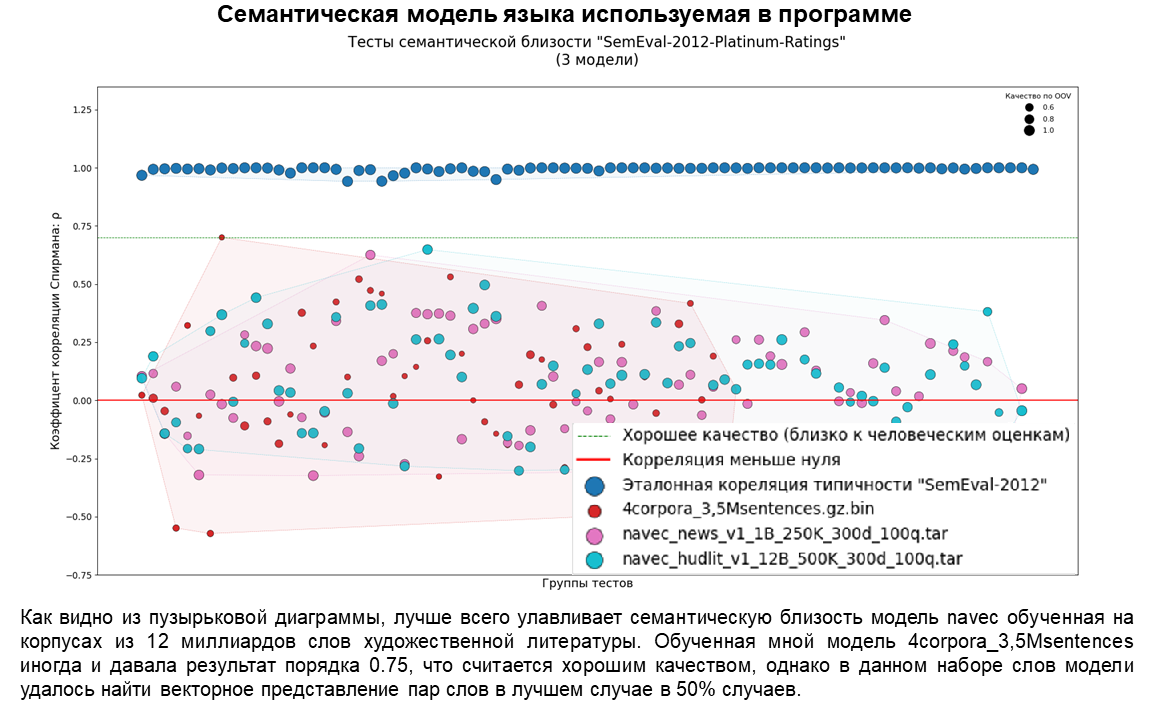 Семантическая модель языка используемая в программе
Тесты семантической близости "SemEval-2012-Platinum-Ratings"
(3 модели)
Качество по OOV
0.6
0.8
1.0
1.25
1.00
0.75
0.50
0.25
0.00
−0.25
−0.50
−0.75
Коэффицент корреляции Спирмана: ρ
Хорошее качество (близко к человеческим оценкам)
Корреляция меньше нуля
Эталонная кореляция типичности "SemEval-2012"
4corpora_3,5Msentences.gz.bin
navec_news_v1_1B_250K_300d_100q.tar
navec_hudlit_v1_12B_500K_300d_100q.tar
Группы тестов
Как видно из пузырьковой диаграммы, лучше всего улавливает семантическую близость модель navec обученная на
корпусах из 12 миллиардов слов художественной литературы. Обученная мной модель 4corpora_3,5Msentences
иногда и давала результат порядка 0.75, что считается хорошим качеством, однако в данном наборе слов модели
удалось найти векторное представление пар слов в лучшем случае в 50% случаев.